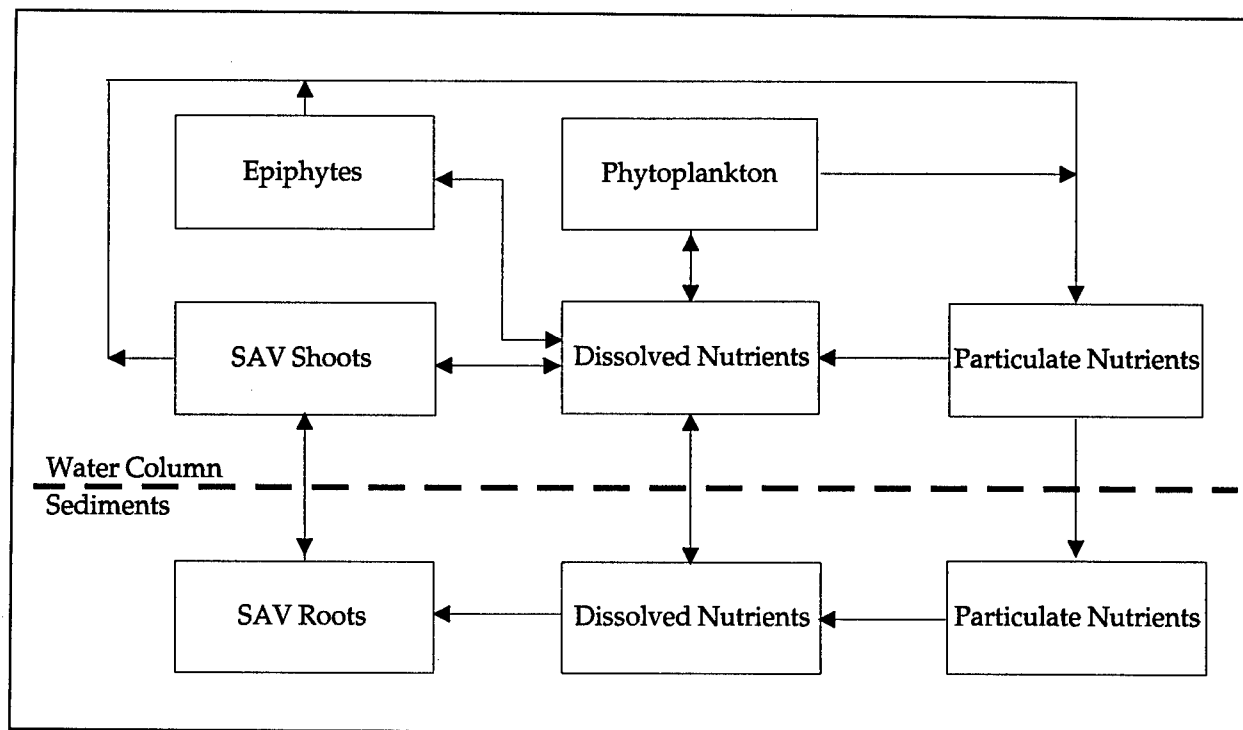 Epiphytes
Phytoplankton
SAV Shoots
Dissolved Nutrients
Particulate Nutrients
Water Column
Sediments
SAV Roots
Dissolved Nutrients
Particulate Nutrients